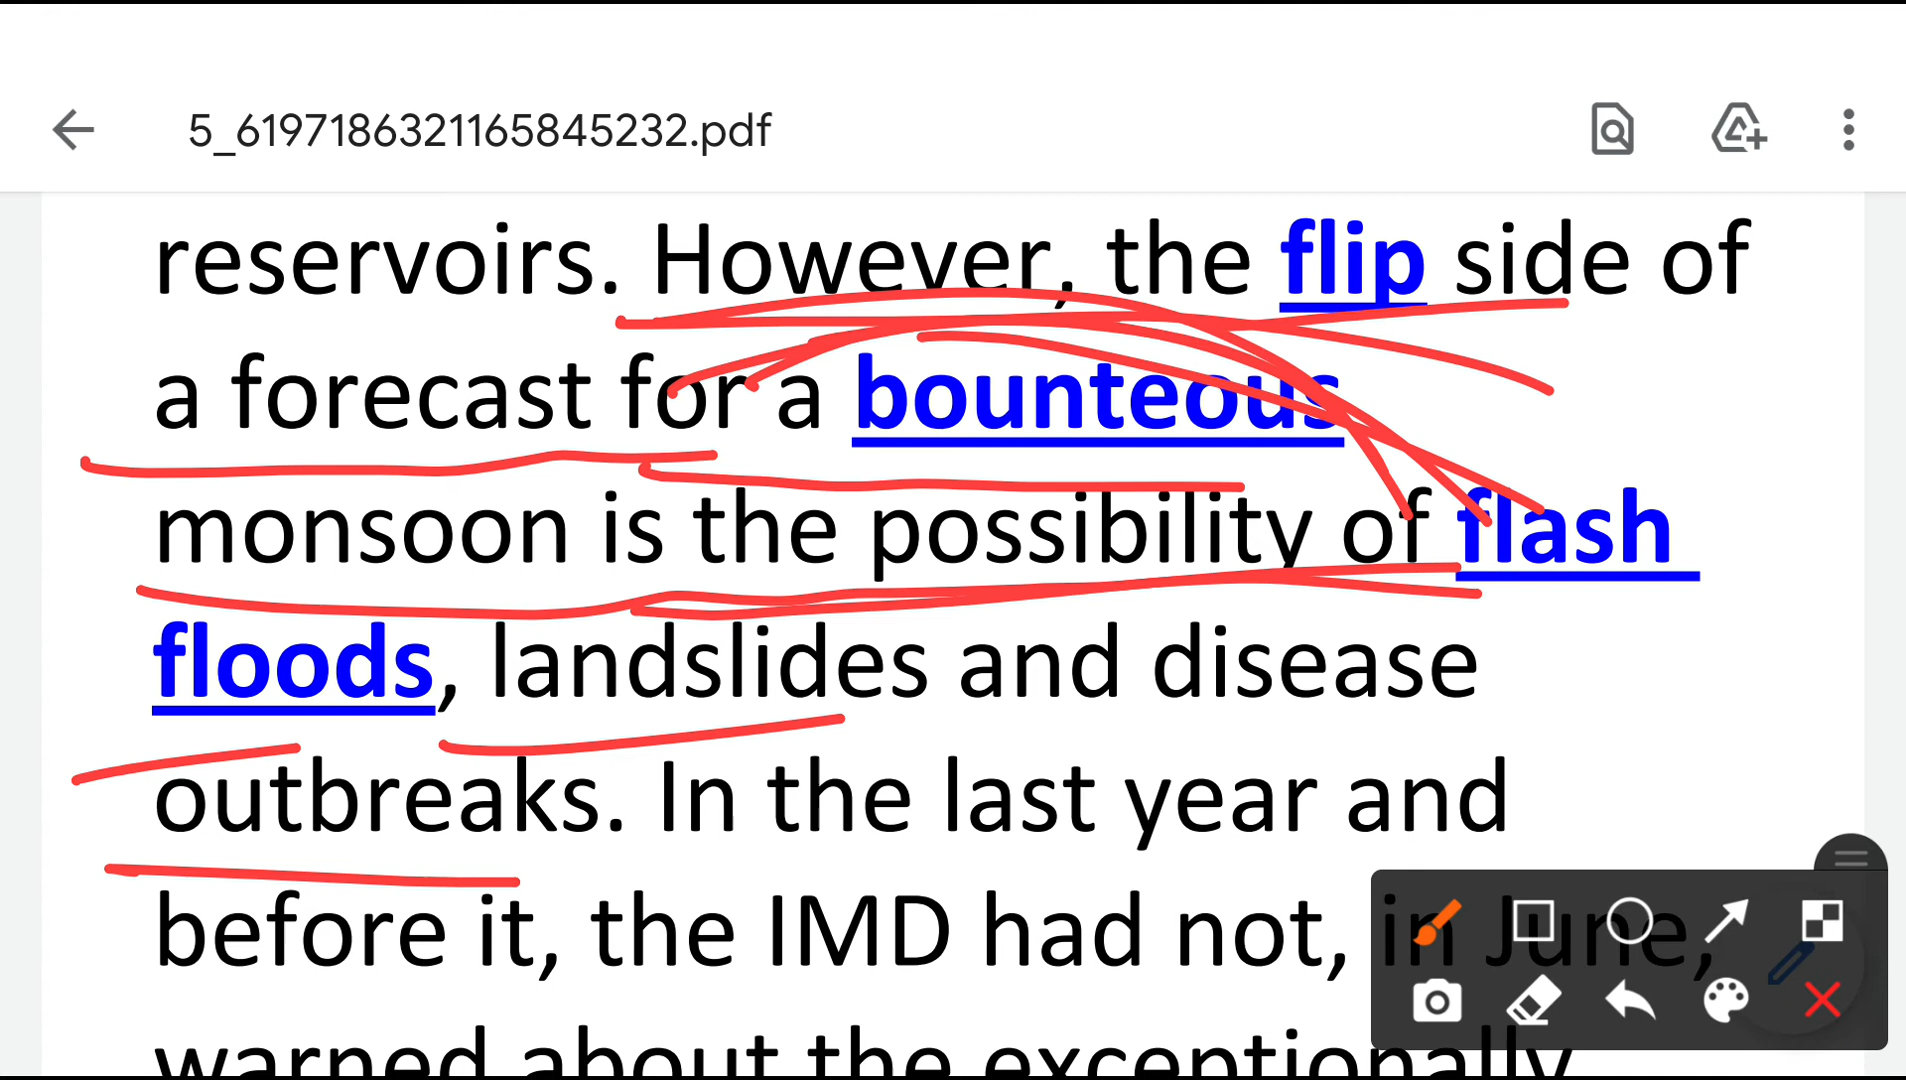 5_6197186321165845232.pdf
reservoirs. However, the flip side of
a forecast for a bounteous
monsoon is the possibility of flash
floods, landslides and disease
outbreaks. In the last year and
before it, the IMD had not, in June,
warned about the exceptionally